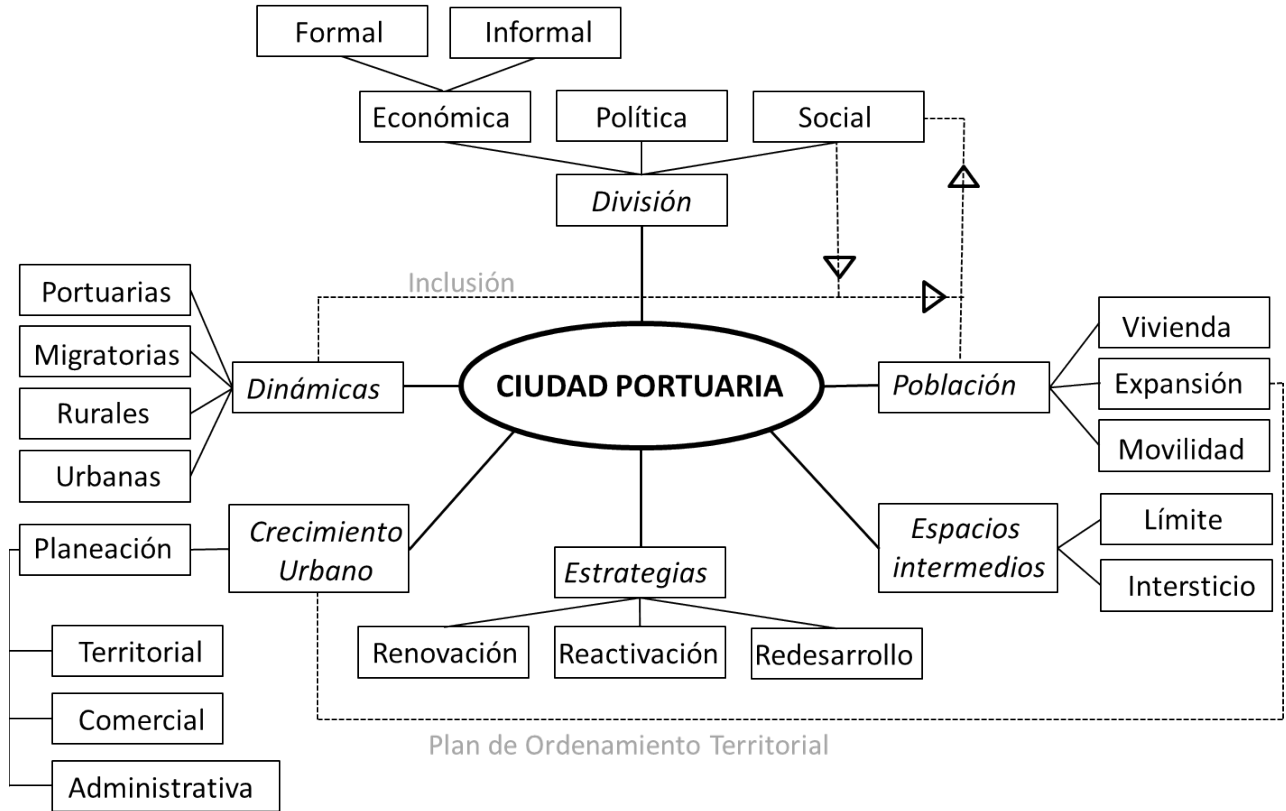 Formal
Informal
Económica
Política
Social
División
Inclusión
Portuarias
Migratorias
Rurales
Urbanas
Dinámicas
CIUDAD PORTUARIA
Población
Vivienda
Expansión
Movilidad
Planeación
Crecimiento
Urbano
Estrategias
Espacios
intermedios
Límite
Intersticio
Renovación
Reactivación
Redesarrollo
Territorial
Comercial
Administrativa
Plan de Ordenamiento Territorial